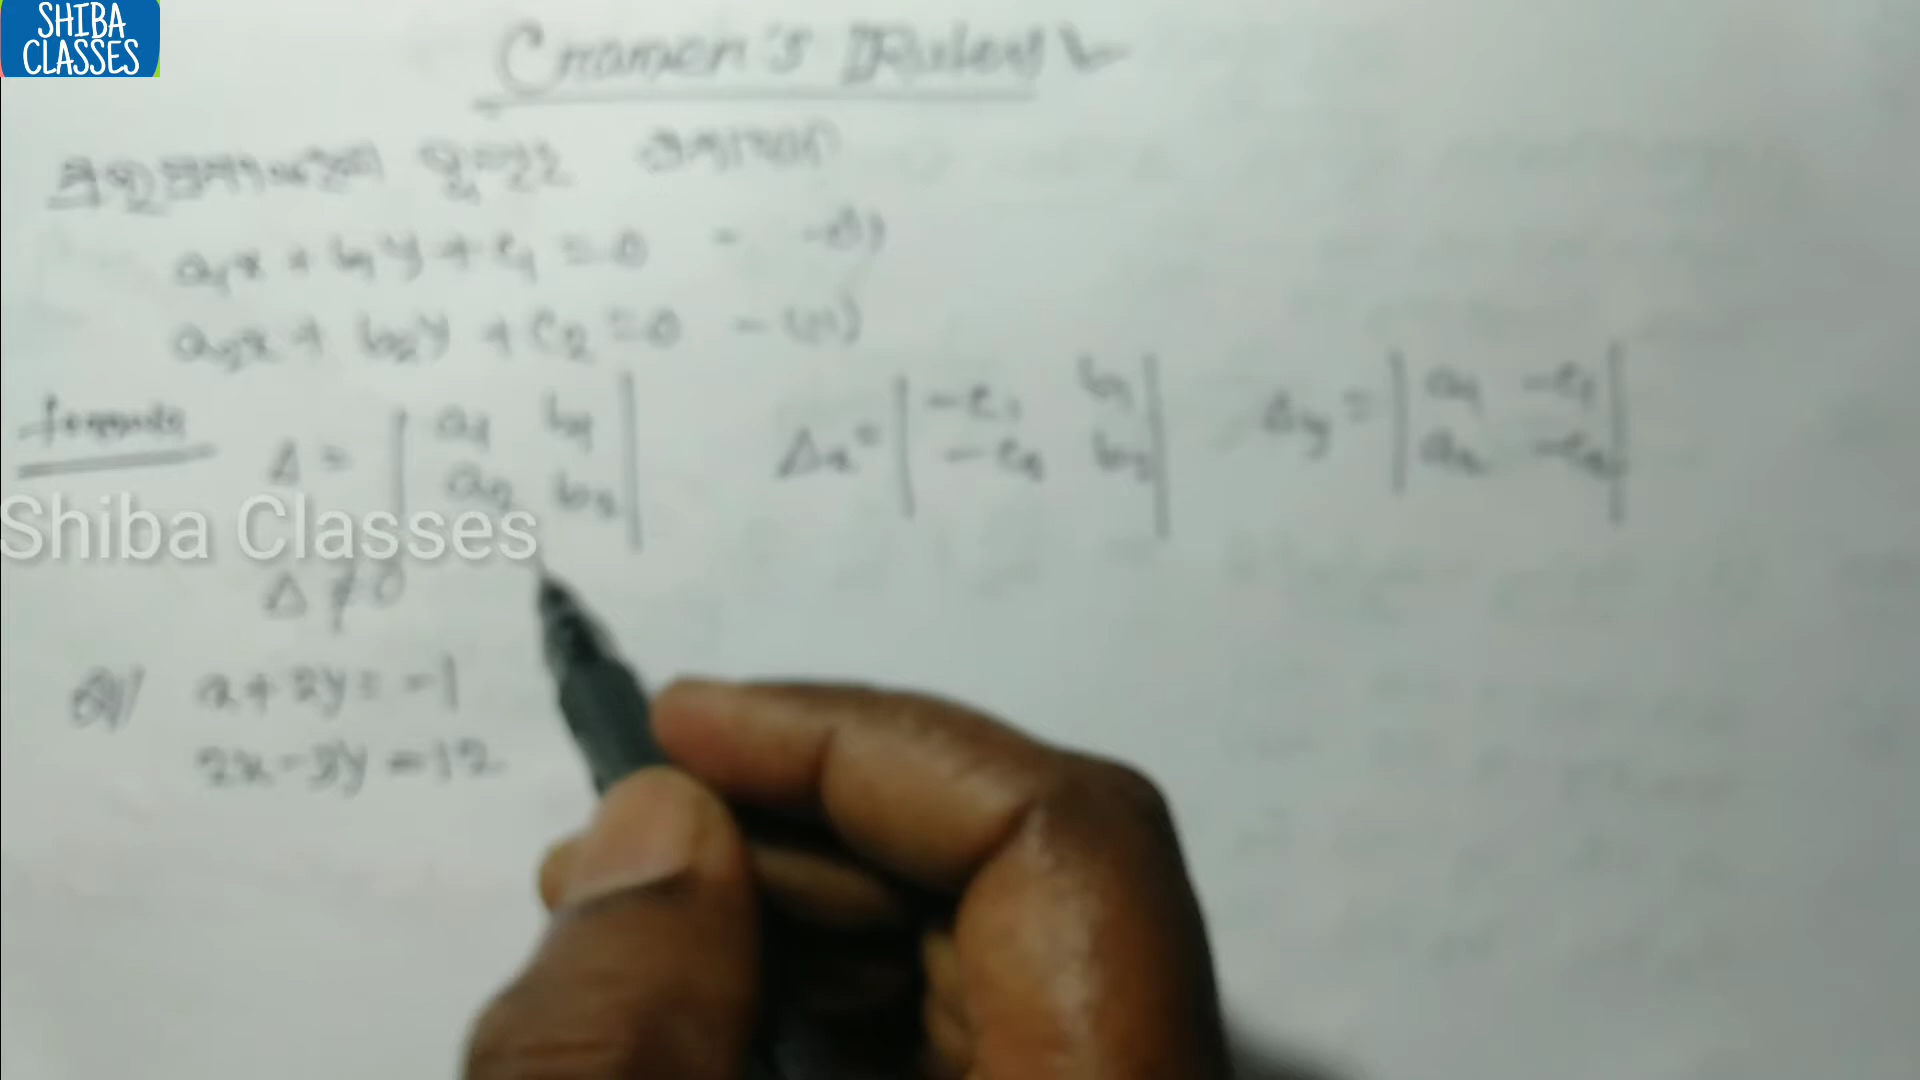 SHIBA
CLASSES
Cramer's Rule
a₁x + b₁y + c₁ = 0 - -(i)
a₂x + b₂y + c₂ = 0 - (ii)
formula
Δ = | a₁ b₁ | Δx = | -c₁ b₁ | Δy = | a₁ -c₁ |
| a₂ b₂ | | -c₂ b₂ | | a₂ -c₂ |
Shiba Classes
Δ ≠ 0
Q/ x + 2y = -1
2x - 3y = 12